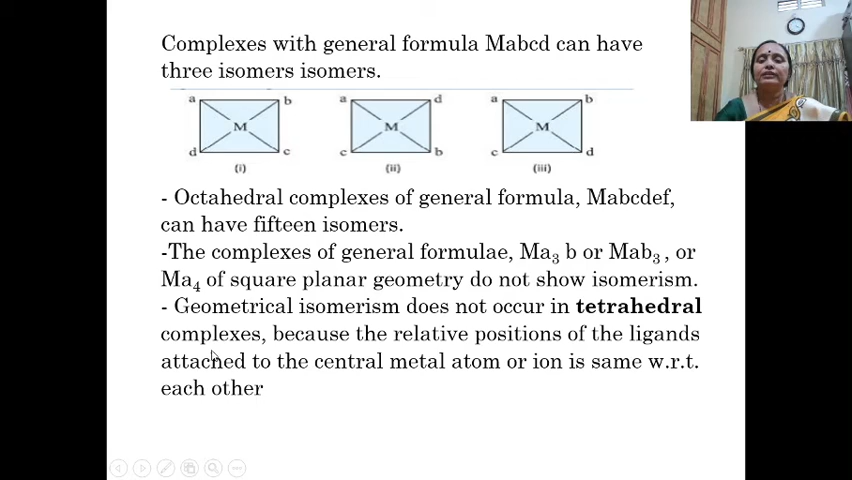 Complexes with general formula Mabcd can have
three isomers isomers.
a b a d a b
M M M
d c c b c d
(i) (ii) (iii)
- Octahedral complexes of general formula, Mabcdef,
can have fifteen isomers.
-The complexes of general formulae, Ma₃ b or Mab₃ , or
Ma₄ of square planar geometry do not show isomerism.
- Geometrical isomerism does not occur in tetrahedral
complexes, because the relative positions of the ligands
attached to the central metal atom or ion is same w.r.t.
each other